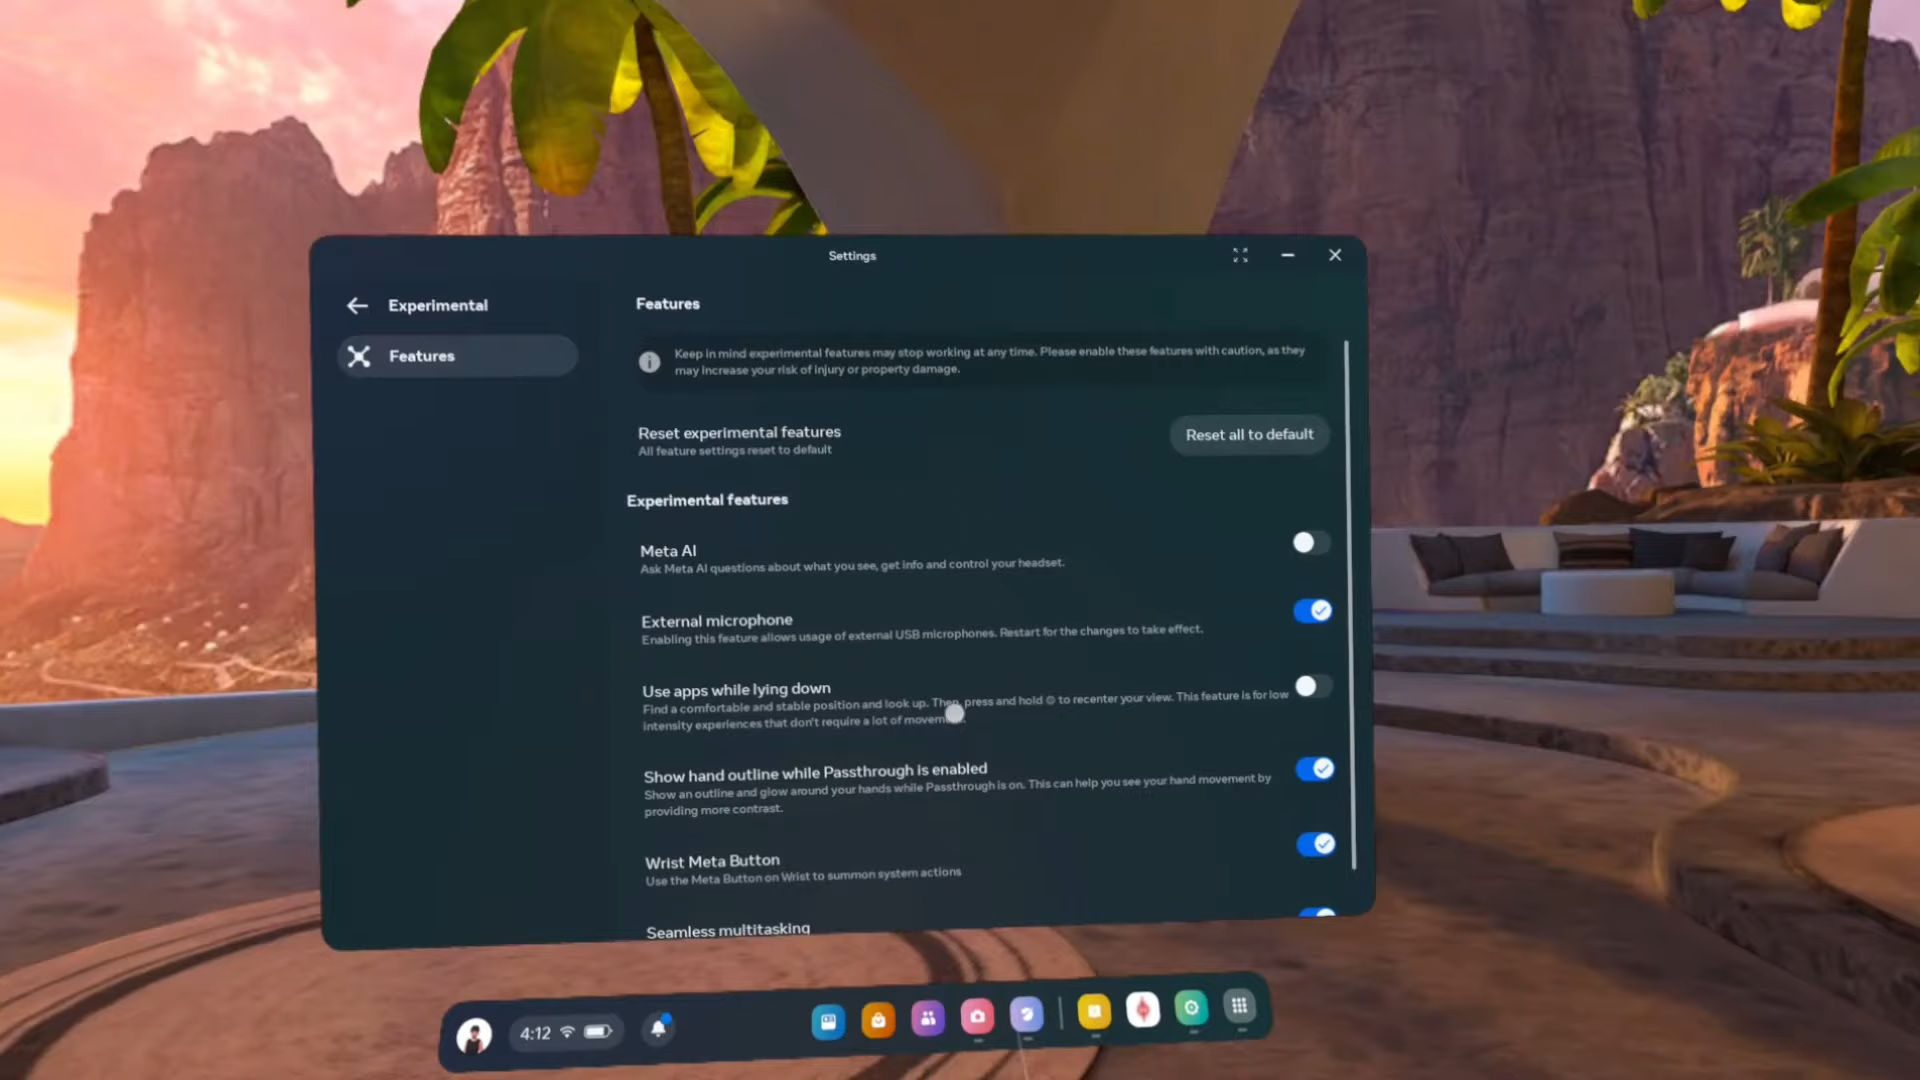 Settings
Experimental
Features
Features
Keep in mind experimental features may stop working at any time. Please enable these features with caution, as they
may increase your risk of injury or property damage.
Reset experimental features
All feature settings reset to default
Reset all to default
Experimental features
Meta AI
Ask Meta AI questions about what you see, get info and control your headset.
External microphone
Enabling this feature allows usage of external USB microphones. Restart for the changes to take effect.
Use apps while lying down
Find a comfortable and stable position and look up. Then, press and hold to recenter your view. This feature is for low
intensity experiences that don't require a lot of
Show hand outline while Passthrough is enabled
Show an outline and glow around your hands while Passthrough is on. This can help you see your hand movement by
providing more contrast.
Wrist Meta Button
Use the Meta Button on Wrist to summon system actions
Seamless multitasking
4:12